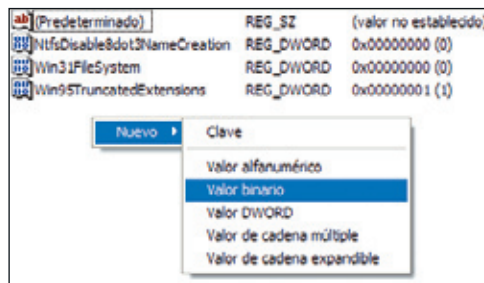 (Predeterminado) REG_SZ (valor no establecido)
NtfsDisable8dot3NameCreation REG_DWORD 0x00000000 (0)
Win31FileSystem REG_DWORD 0x00000000 (0)
Win95TruncatedExtensions REG_DWORD 0x00000001 (1)
Nuevo Clave
Valor alfanumérico
Valor binario
Valor DWORD
Valor de cadena múltiple
Valor de cadena expandible